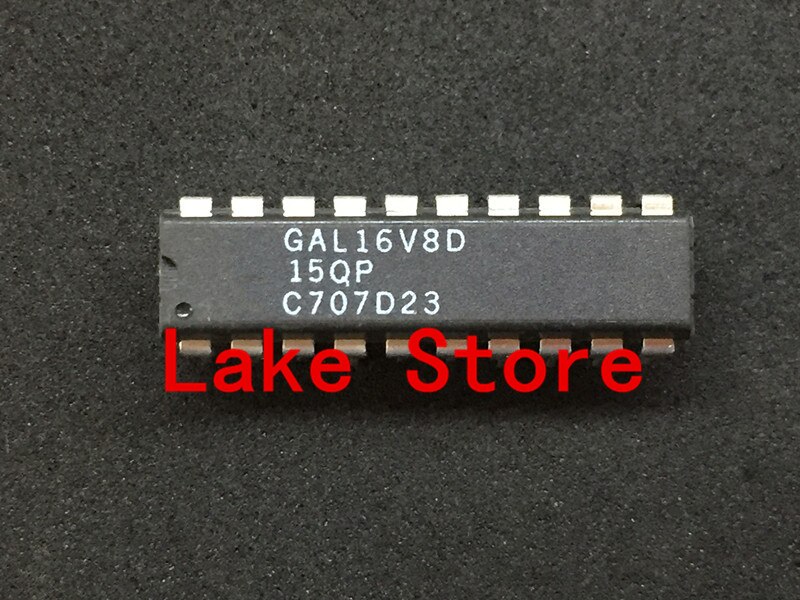 GAL16V8D
15QP
C707D23
Lake Store